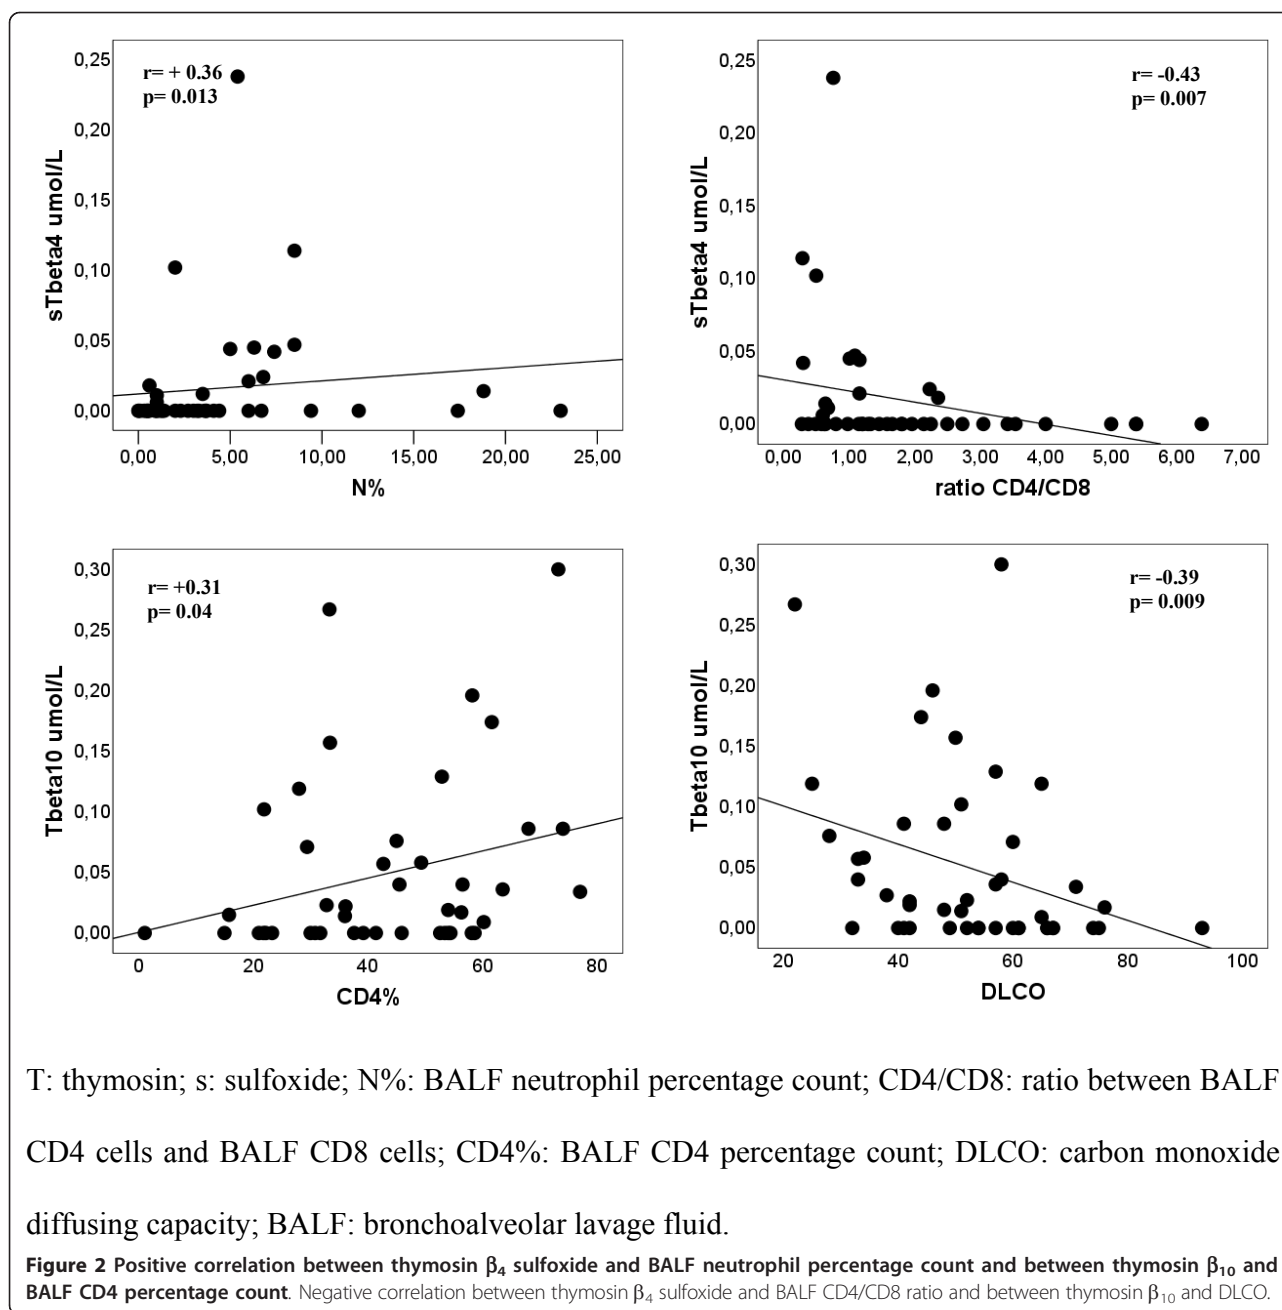 r= + 0.36
p= 0.013
0,25
0,20
0,15
0,10
0,05
0,00
sTbeta4 umol/L
0,00 5,00 10,00 15,00 20,00 25,00
N%
r= -0.43
p= 0.007
0,25
0,20
0,15
0,10
0,05
0,00
sTbeta4 umol/L
0,00 1,00 2,00 3,00 4,00 5,00 6,00 7,00
ratio CD4/CD8
r= +0.31
p= 0.04
0,30
0,25
0,20
0,15
0,10
0,05
0,00
Tbeta10 umol/L
0 20 40 60 80
CD4%
r= -0.39
p= 0.009
0,30
0,25
0,20
0,15
0,10
0,05
0,00
Tbeta10 umol/L
20 40 60 80 100
DLCO
T: thymosin; s: sulfoxide; N%: BALF neutrophil percentage count; CD4/CD8: ratio between BALF
CD4 cells and BALF CD8 cells; CD4%: BALF CD4 percentage count; DLCO: carbon monoxide
diffusing capacity; BALF: bronchoalveolar lavage fluid.
Figure 2 Positive correlation between thymosin β₄ sulfoxide and BALF neutrophil percentage count and between thymosin β₁₀ and
BALF CD4 percentage count. Negative correlation between thymosin β₄ sulfoxide and BALF CD4/CD8 ratio and between thymosin β₁₀ and DLCO.